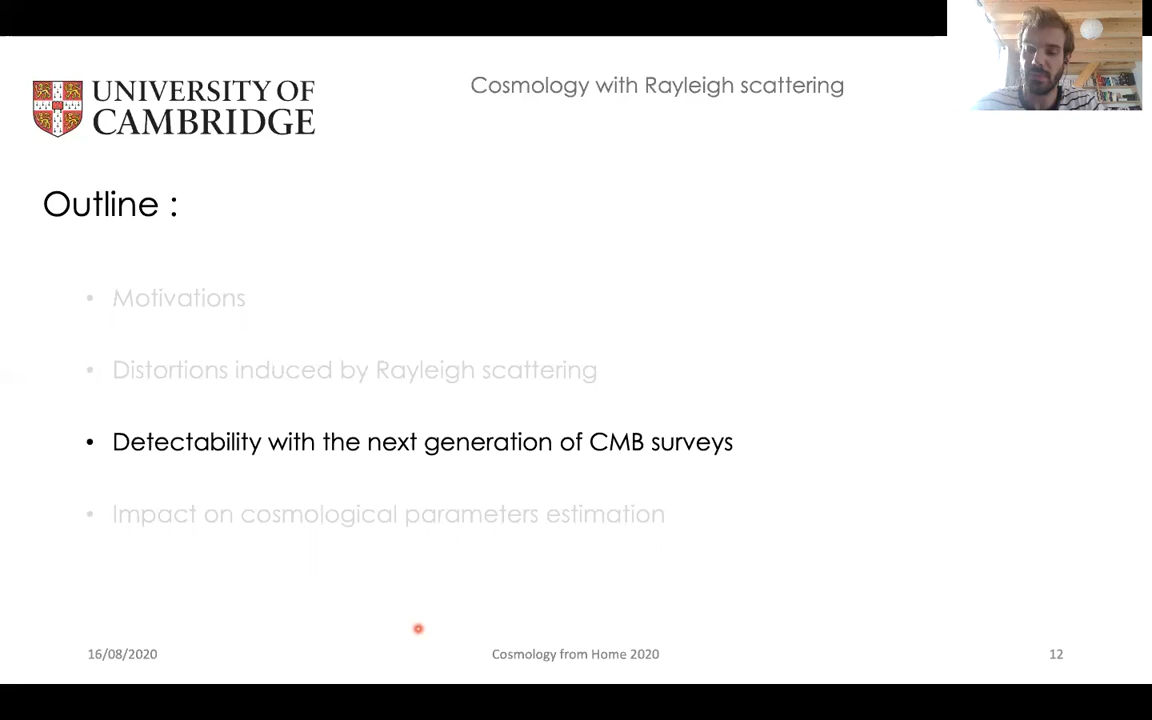 UNIVERSITY OF
CAMBRIDGE
Cosmology with Rayleigh scattering
Outline :
• Motivations
• Distortions induced by Rayleigh scattering
• Detectability with the next generation of CMB surveys
• Impact on cosmological parameters estimation
16/08/2020
Cosmology from Home 2020
12